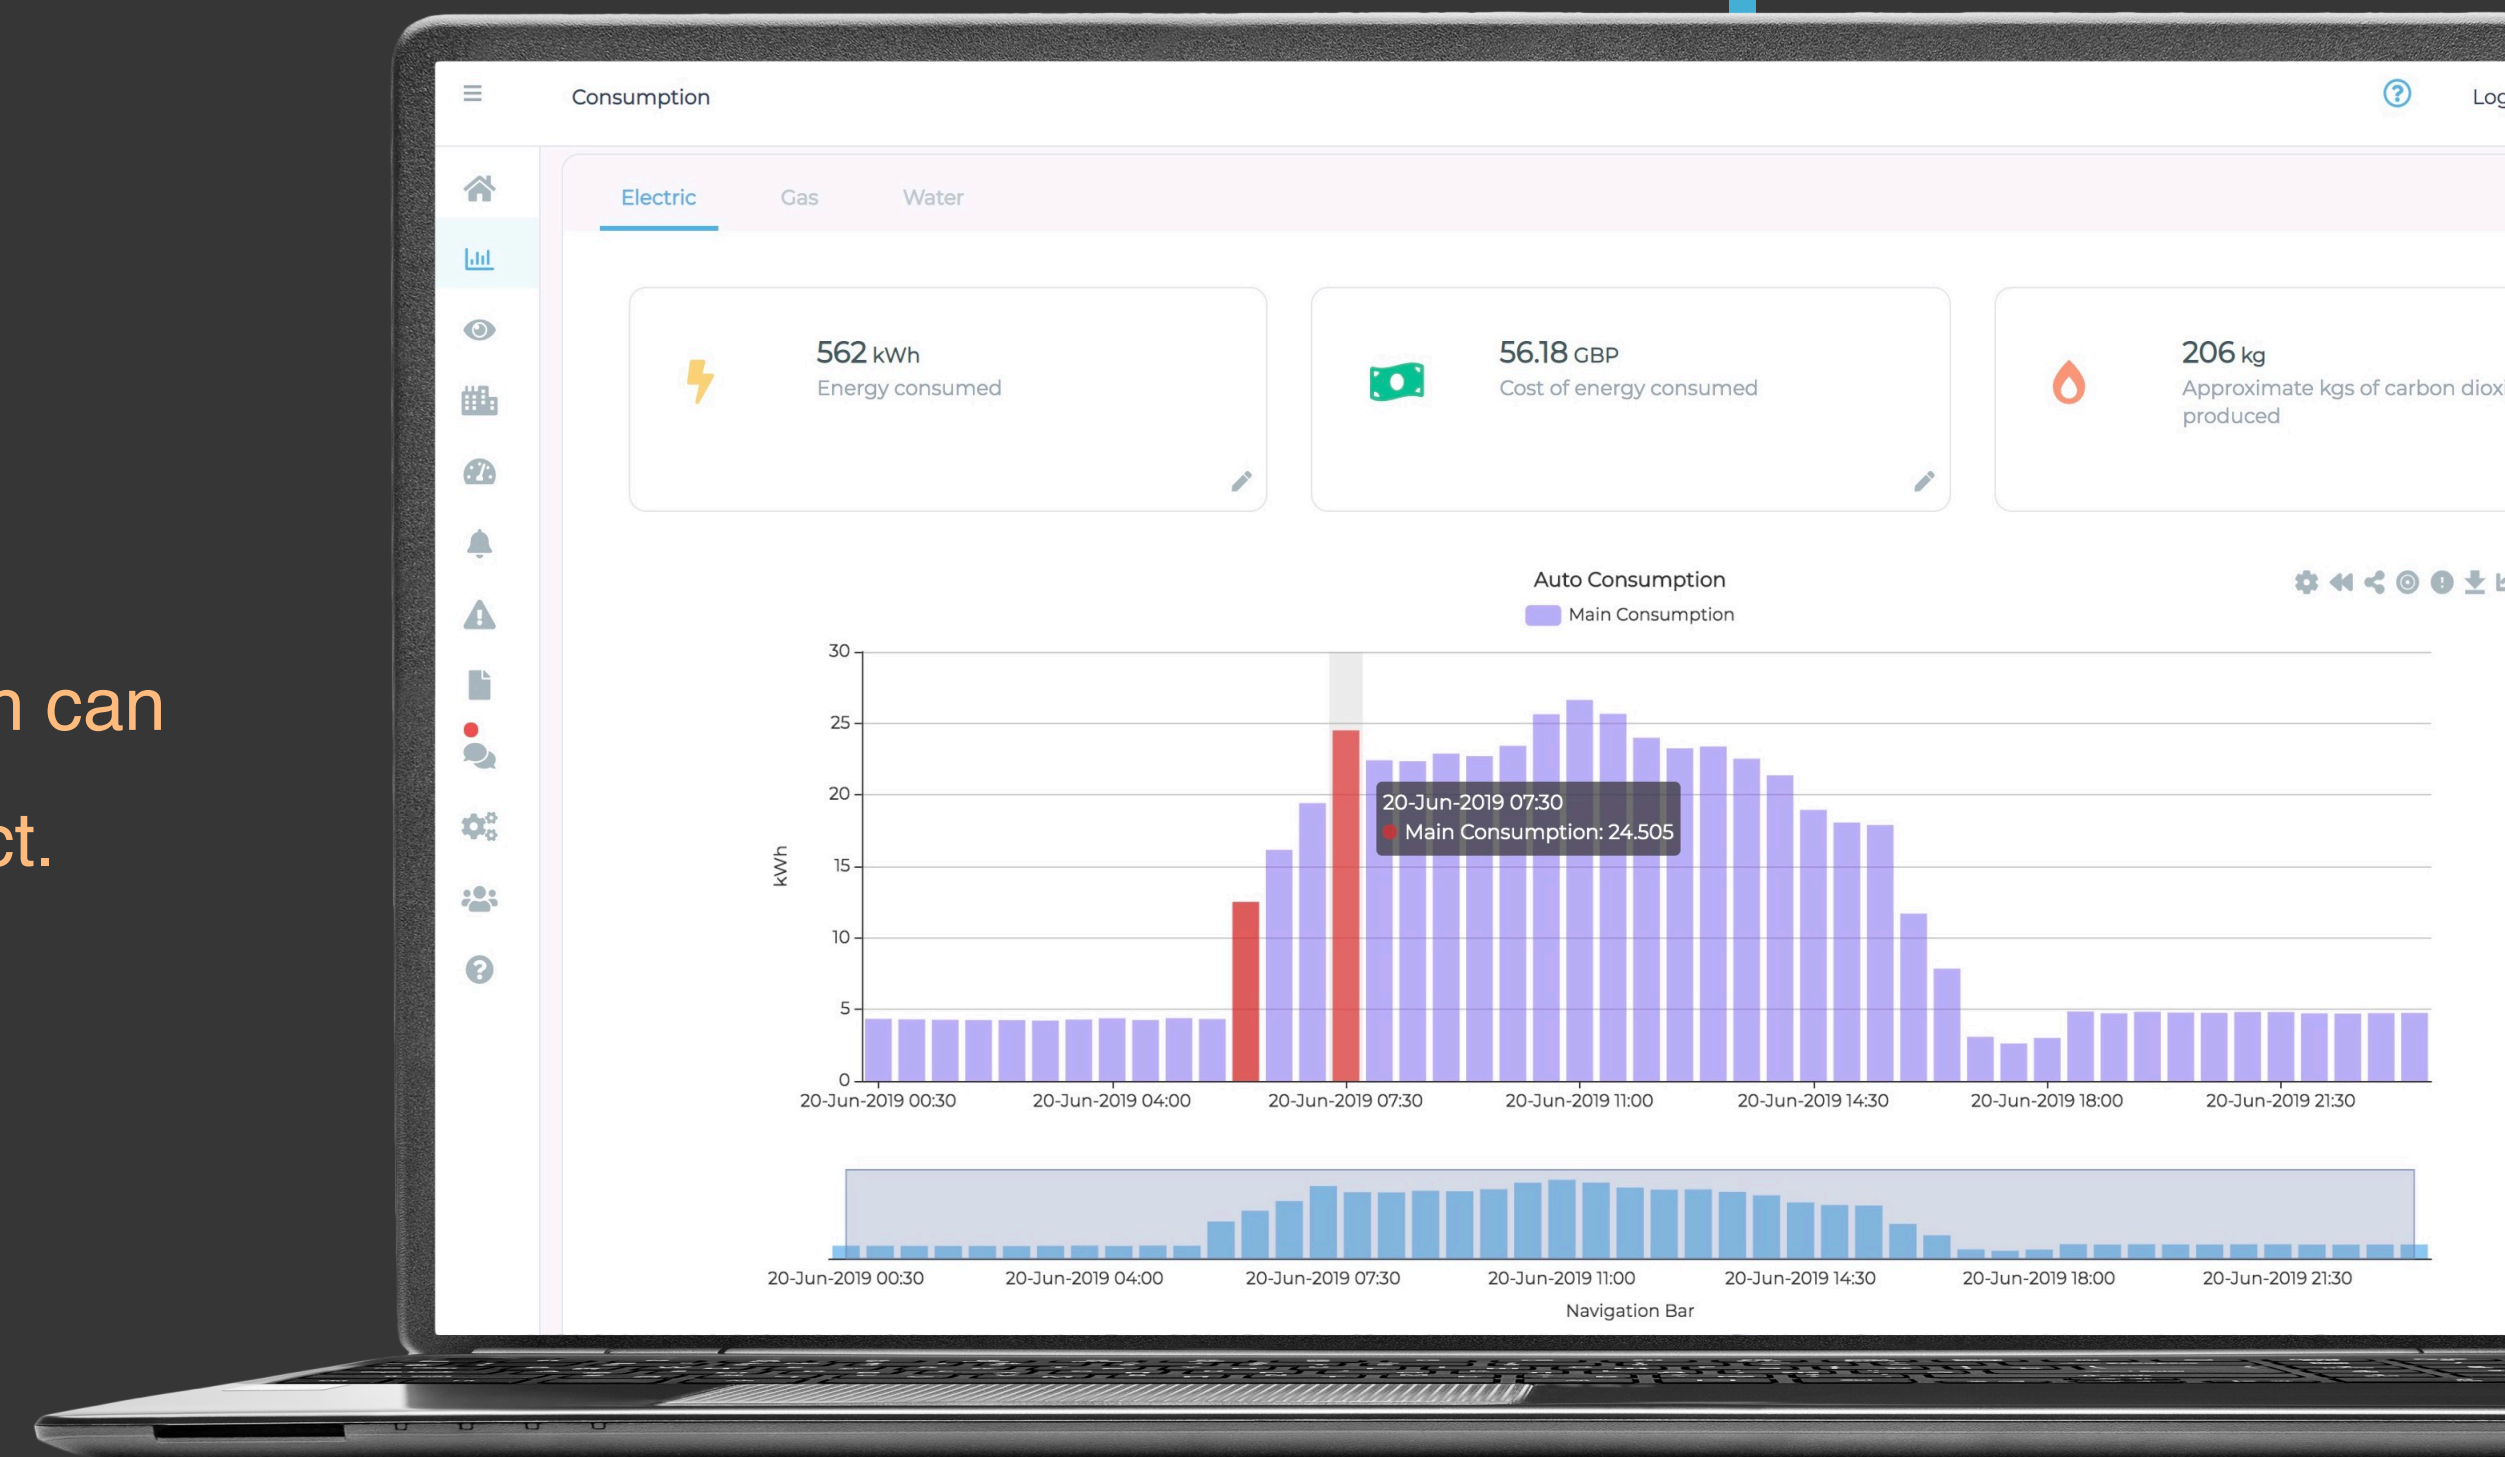 n can
ct.
Consumption
Log
Electric Gas Water
562 kWh
Energy consumed
56.18 GBP
Cost of energy consumed
206 kg
Approximate kgs of carbon diox
produced
Auto Consumption
Main Consumption
30
25
20
15
10
5
0
kWh
20-Jun-2019 07:30
Main Consumption: 24.505
20-Jun-2019 00:30 20-Jun-2019 04:00 20-Jun-2019 07:30 20-Jun-2019 11:00 20-Jun-2019 14:30 20-Jun-2019 18:00 20-Jun-2019 21:30
20-Jun-2019 00:30 20-Jun-2019 04:00 20-Jun-2019 07:30 20-Jun-2019 11:00 20-Jun-2019 14:30 20-Jun-2019 18:00 20-Jun-2019 21:30
Navigation Bar